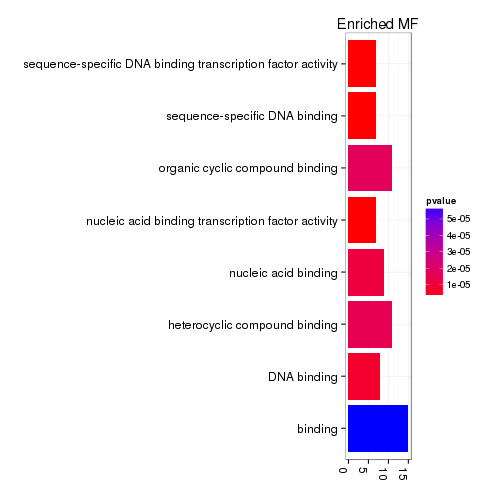 Enriched MF
sequence-specific DNA binding transcription factor activity
sequence-specific DNA binding
organic cyclic compound binding
nucleic acid binding transcription factor activity
nucleic acid binding
heterocyclic compound binding
DNA binding
binding
0 5 10 15
pvalue
5e-05
4e-05
3e-05
2e-05
1e-05